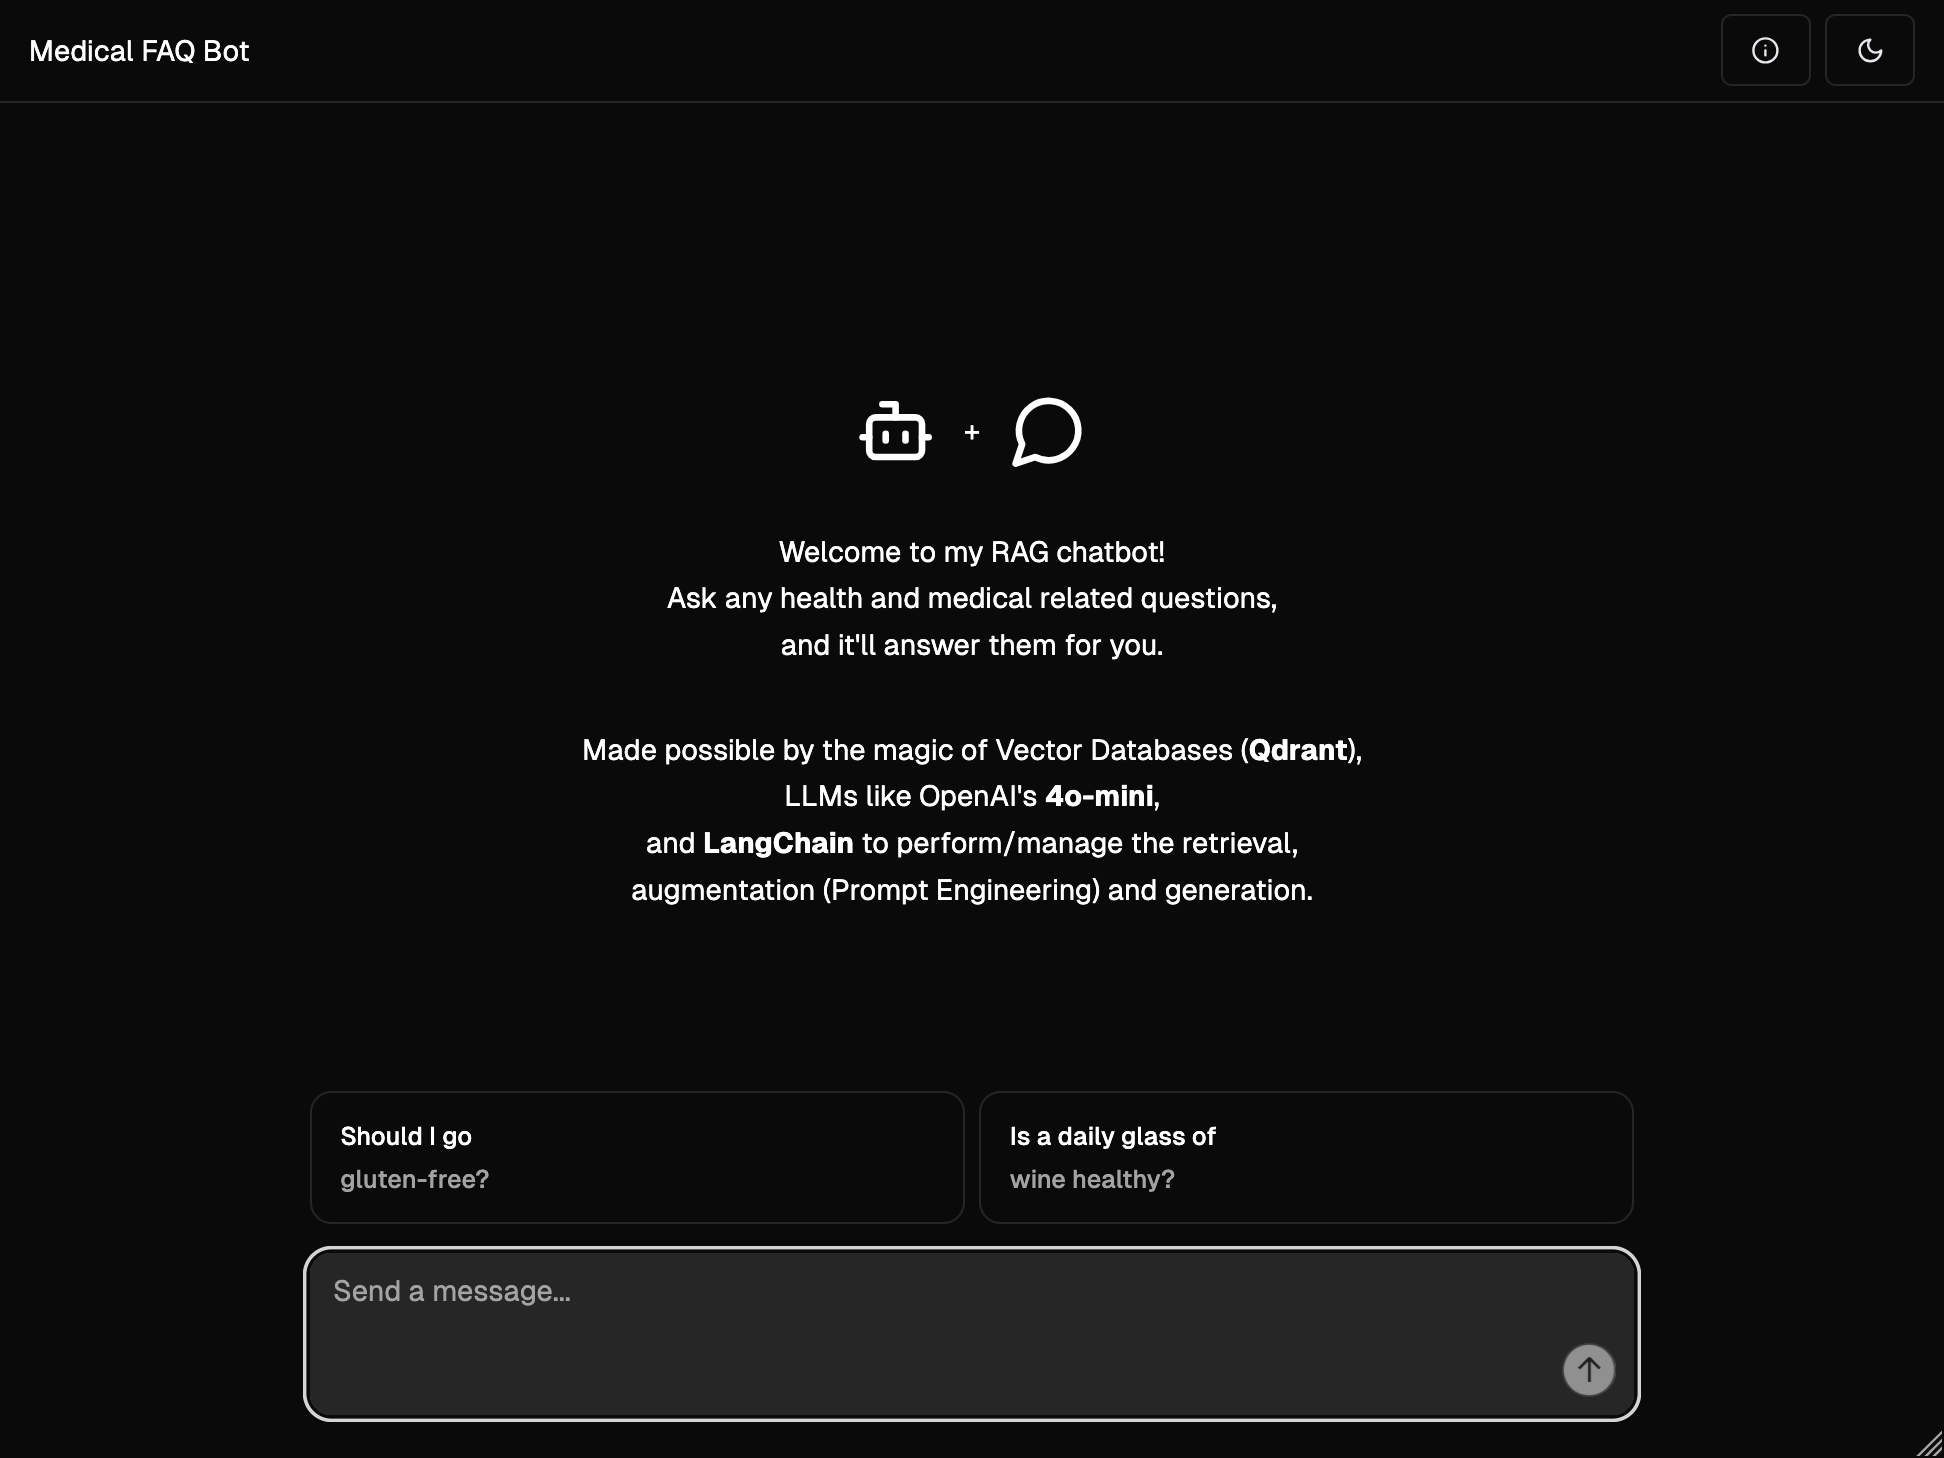 Medical FAQ Bot
+
Welcome to my RAG chatbot!
Ask any health and medical related questions,
and it'll answer them for you.
Made possible by the magic of Vector Databases (Qdrant),
LLMs like OpenAI's 4o-mini,
and LangChain to perform/manage the retrieval,
augmentation (Prompt Engineering) and generation.
Should I go
gluten-free?
Is a daily glass of
wine healthy?
Send a message...